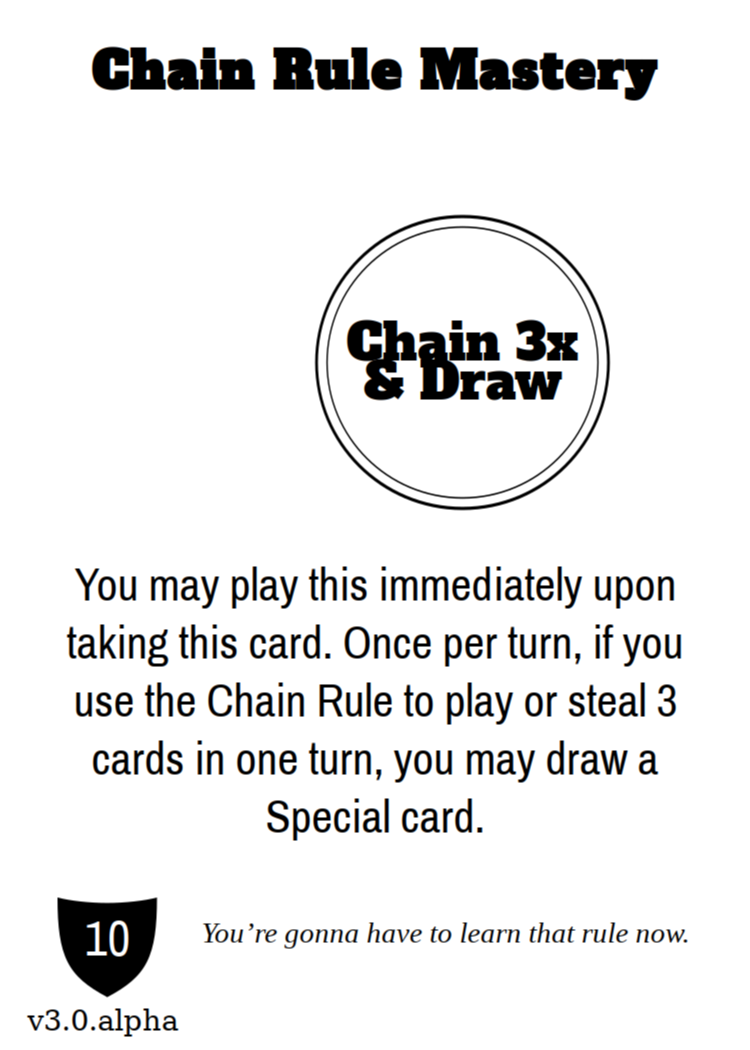 Chain Rule Mastery
Chain 3x
& Draw
You may play this immediately upon
taking this card. Once per turn, if you
use the Chain Rule to play or steal 3
cards in one turn, you may draw a
Special card.
10
You’re gonna have to learn that rule now.
v3.0.alpha